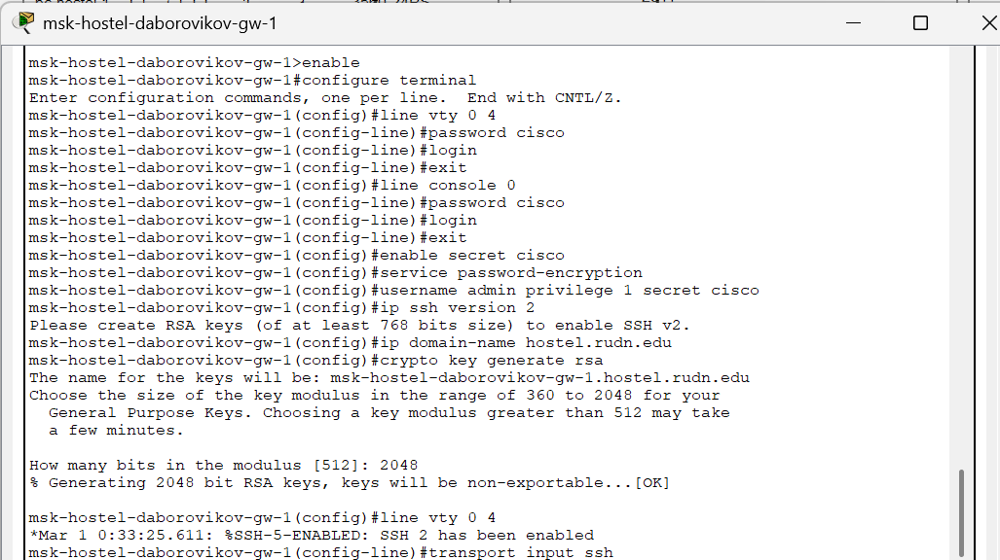 msk-hostel-daborovikov-gw-1
msk-hostel-daborovikov-gw-1>enable
msk-hostel-daborovikov-gw-1#configure terminal
Enter configuration commands, one per line.  End with CNTL/Z.
msk-hostel-daborovikov-gw-1(config)#line vty 0 4
msk-hostel-daborovikov-gw-1(config-line)#password cisco
msk-hostel-daborovikov-gw-1(config-line)#login
msk-hostel-daborovikov-gw-1(config-line)#exit
msk-hostel-daborovikov-gw-1(config)#line console 0
msk-hostel-daborovikov-gw-1(config-line)#password cisco
msk-hostel-daborovikov-gw-1(config-line)#login
msk-hostel-daborovikov-gw-1(config-line)#exit
msk-hostel-daborovikov-gw-1(config)#enable secret cisco
msk-hostel-daborovikov-gw-1(config)#service password-encryption
msk-hostel-daborovikov-gw-1(config)#username admin privilege 1 secret cisco
msk-hostel-daborovikov-gw-1(config)#ip ssh version 2
Please create RSA keys (of at least 768 bits size) to enable SSH v2.
msk-hostel-daborovikov-gw-1(config)#ip domain-name hostel.rudn.edu
msk-hostel-daborovikov-gw-1(config)#crypto key generate rsa
The name for the keys will be: msk-hostel-daborovikov-gw-1.hostel.rudn.edu
Choose the size of the key modulus in the range of 360 to 2048 for your
  General Purpose Keys. Choosing a key modulus greater than 512 may take
  a few minutes.
How many bits in the modulus [512]: 2048
% Generating 2048 bit RSA keys, keys will be non-exportable...[OK]
msk-hostel-daborovikov-gw-1(config)#line vty 0 4
*Mar 1 0:33:25.611: %SSH-5-ENABLED: SSH 2 has been enabled
msk-hostel-daborovikov-gw-1(config-line)#transport input ssh